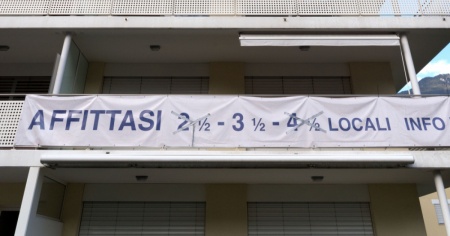 AFFITTASI 2 ½ - 3 ½ - 4 ½ LOCALI INFO